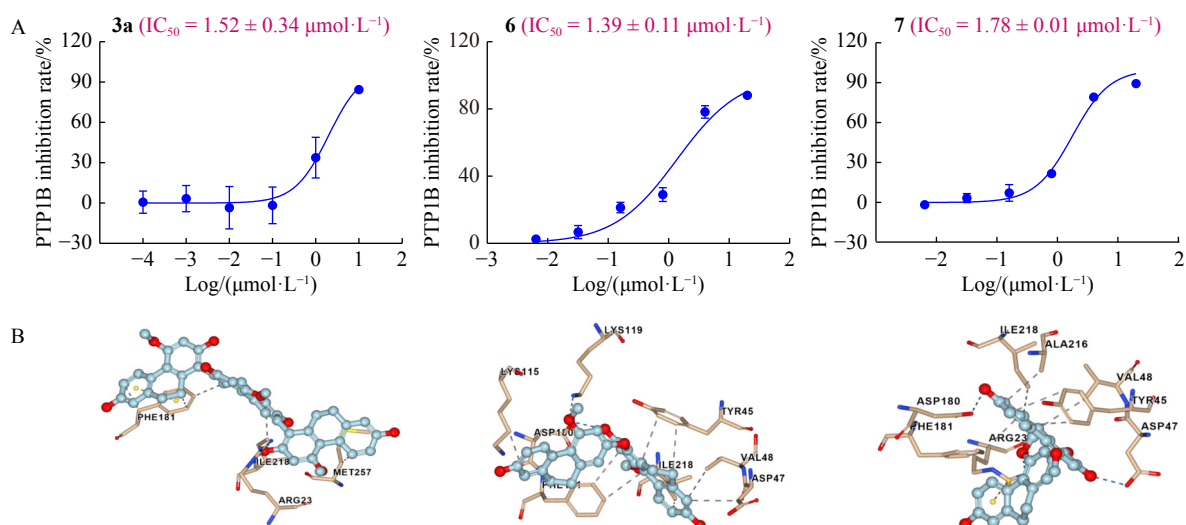 A
3a (IC50 = 1.52 ± 0.34 μmol·L−1)
PTP1B inhibition rate/%
120
90
60
30
0
−30
−4 −3 −2 −1 0 1 2
Log/(μmol·L−1)
6 (IC50 = 1.39 ± 0.11 μmol·L−1)
PTP1B inhibition rate/%
120
80
40
0
−3 −2 −1 0 1 2
Log/(μmol·L−1)
7 (IC50 = 1.78 ± 0.01 μmol·L−1)
PTP1B inhibition rate/%
120
90
60
30
0
−30
−2 −1 0 1 2
Log/(μmol·L−1)
B
PHE181
ILE218
MET257
ARG23
LYS119
LYS115
TYR45
ILE218
VAL48
ASP47
ILE218
ALA216
VAL48
TYR45
ASP180
ASP47
ARG23